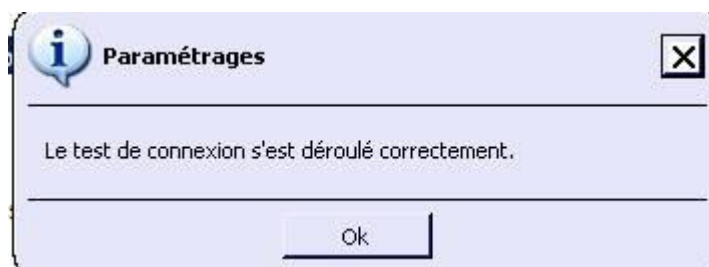 Paramétrages
Le test de connexion s'est déroulé correctement.
Ok